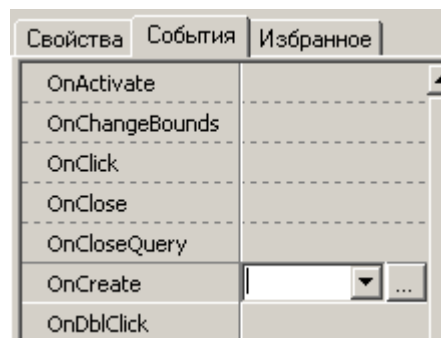 Свойства События Избранное
OnActivate
OnChangeBounds
OnClick
OnClose
OnCloseQuery
OnCreate ...
OnDblClick